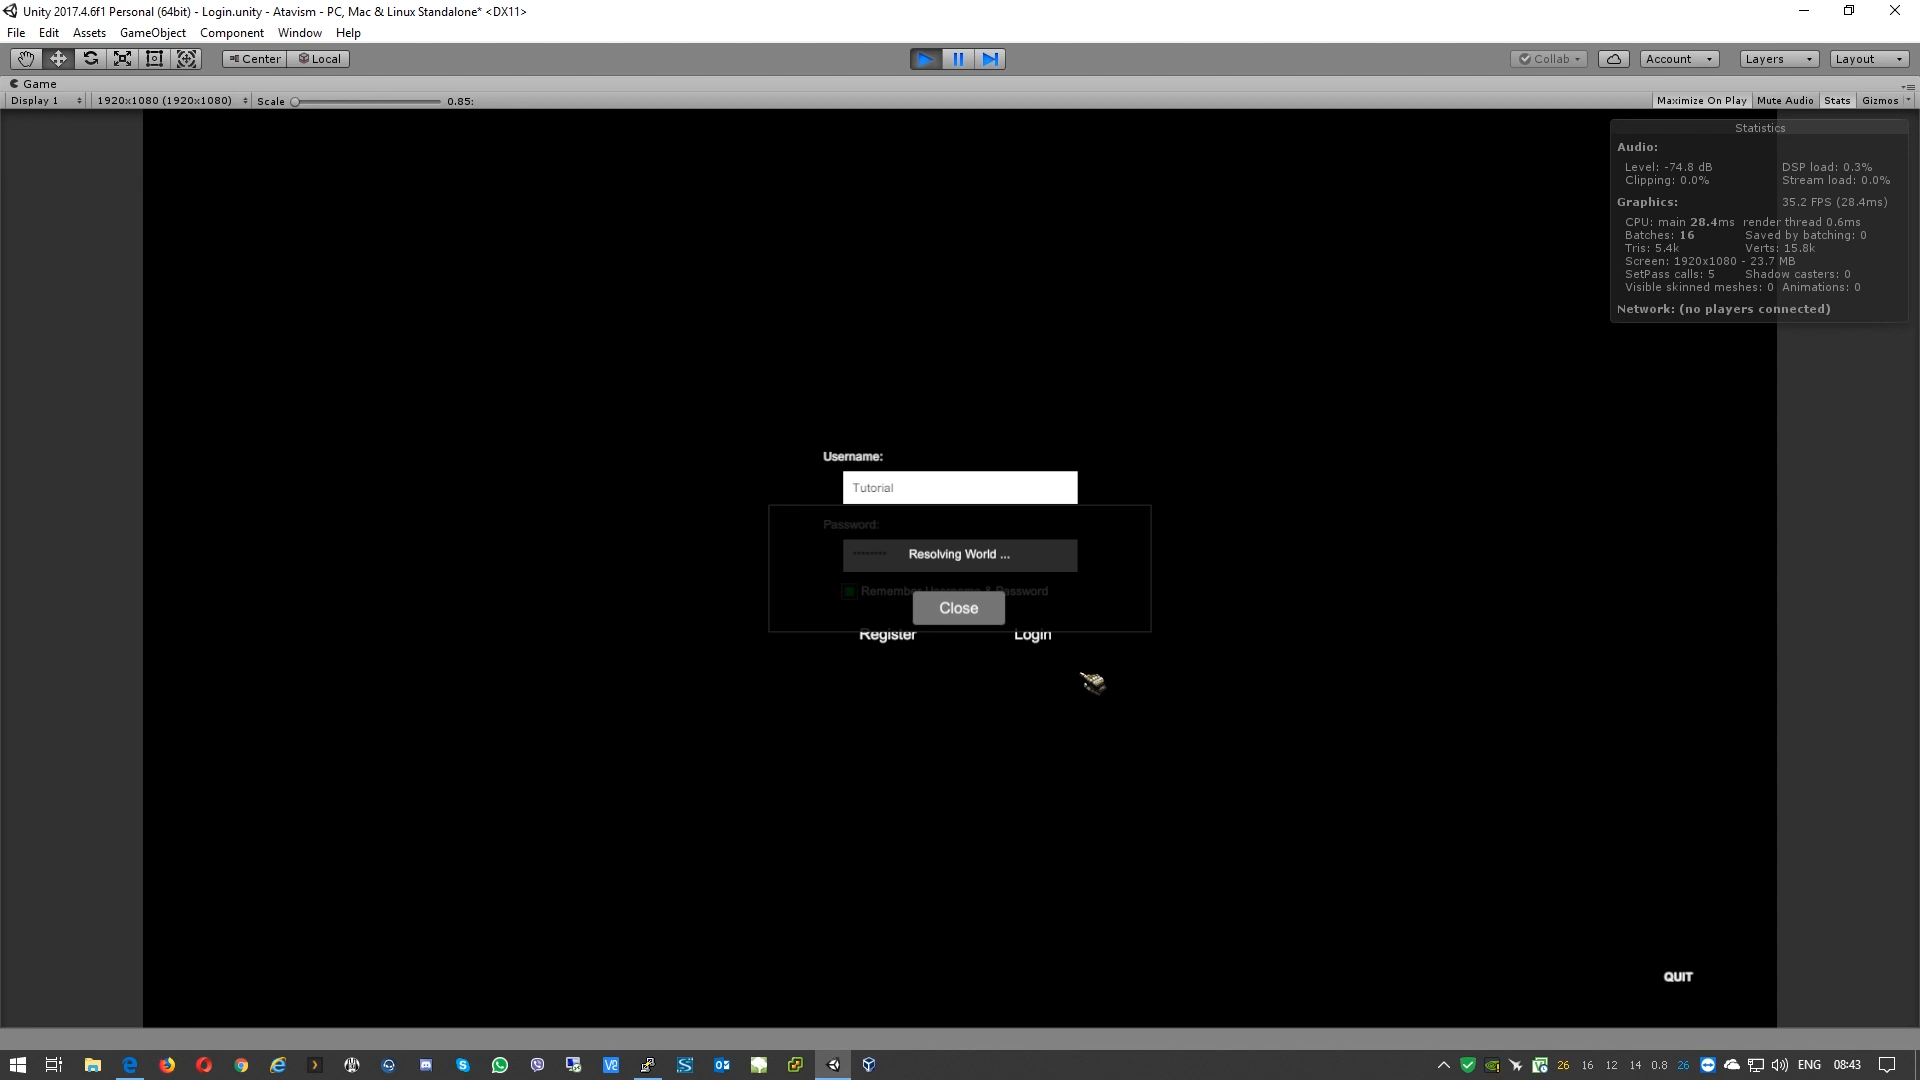 Unity 2017.4.6f1 Personal (64bit) - Login.unity - Atavism - PC, Mac & Linux Standalone* <DX11>
File Edit Assets GameObject Component Window Help
Center Local Collab Account Layers Layout
Game
Display 1 1920x1080 (1920x1080) Scale 0.85: Maximize On Play Mute Audio Stats Gizmos
Statistics
Audio:
Level: -74.8 dB DSP load: 0.3%
Clipping: 0.0% Stream load: 0.0%
Graphics: 35.2 FPS (28.4ms)
CPU: main 28.4ms render thread 0.6ms
Batches: 16 Saved by batching: 0
Tris: 5.4k Verts: 15.8k
Screen: 1920x1080 - 23.7 MB
SetPass calls: 5 Shadow casters: 0
Visible skinned meshes: 0 Animations: 0
Network: (no players connected)
Username:
Tutorial
Password:
******** Resolving World ...
Remember Username & Password
Close
Register Login
QUIT
26 16 12 14 0.8 26 ENG 08:43